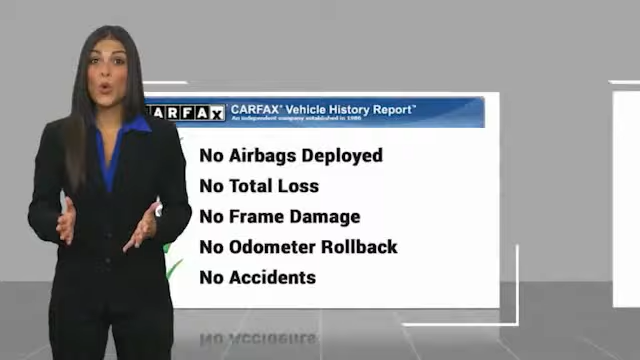 CARFAX CARFAX™ Vehicle History Report™
An independent company established in 1986
No Airbags Deployed
No Total Loss
No Frame Damage
No Odometer Rollback
No Accidents